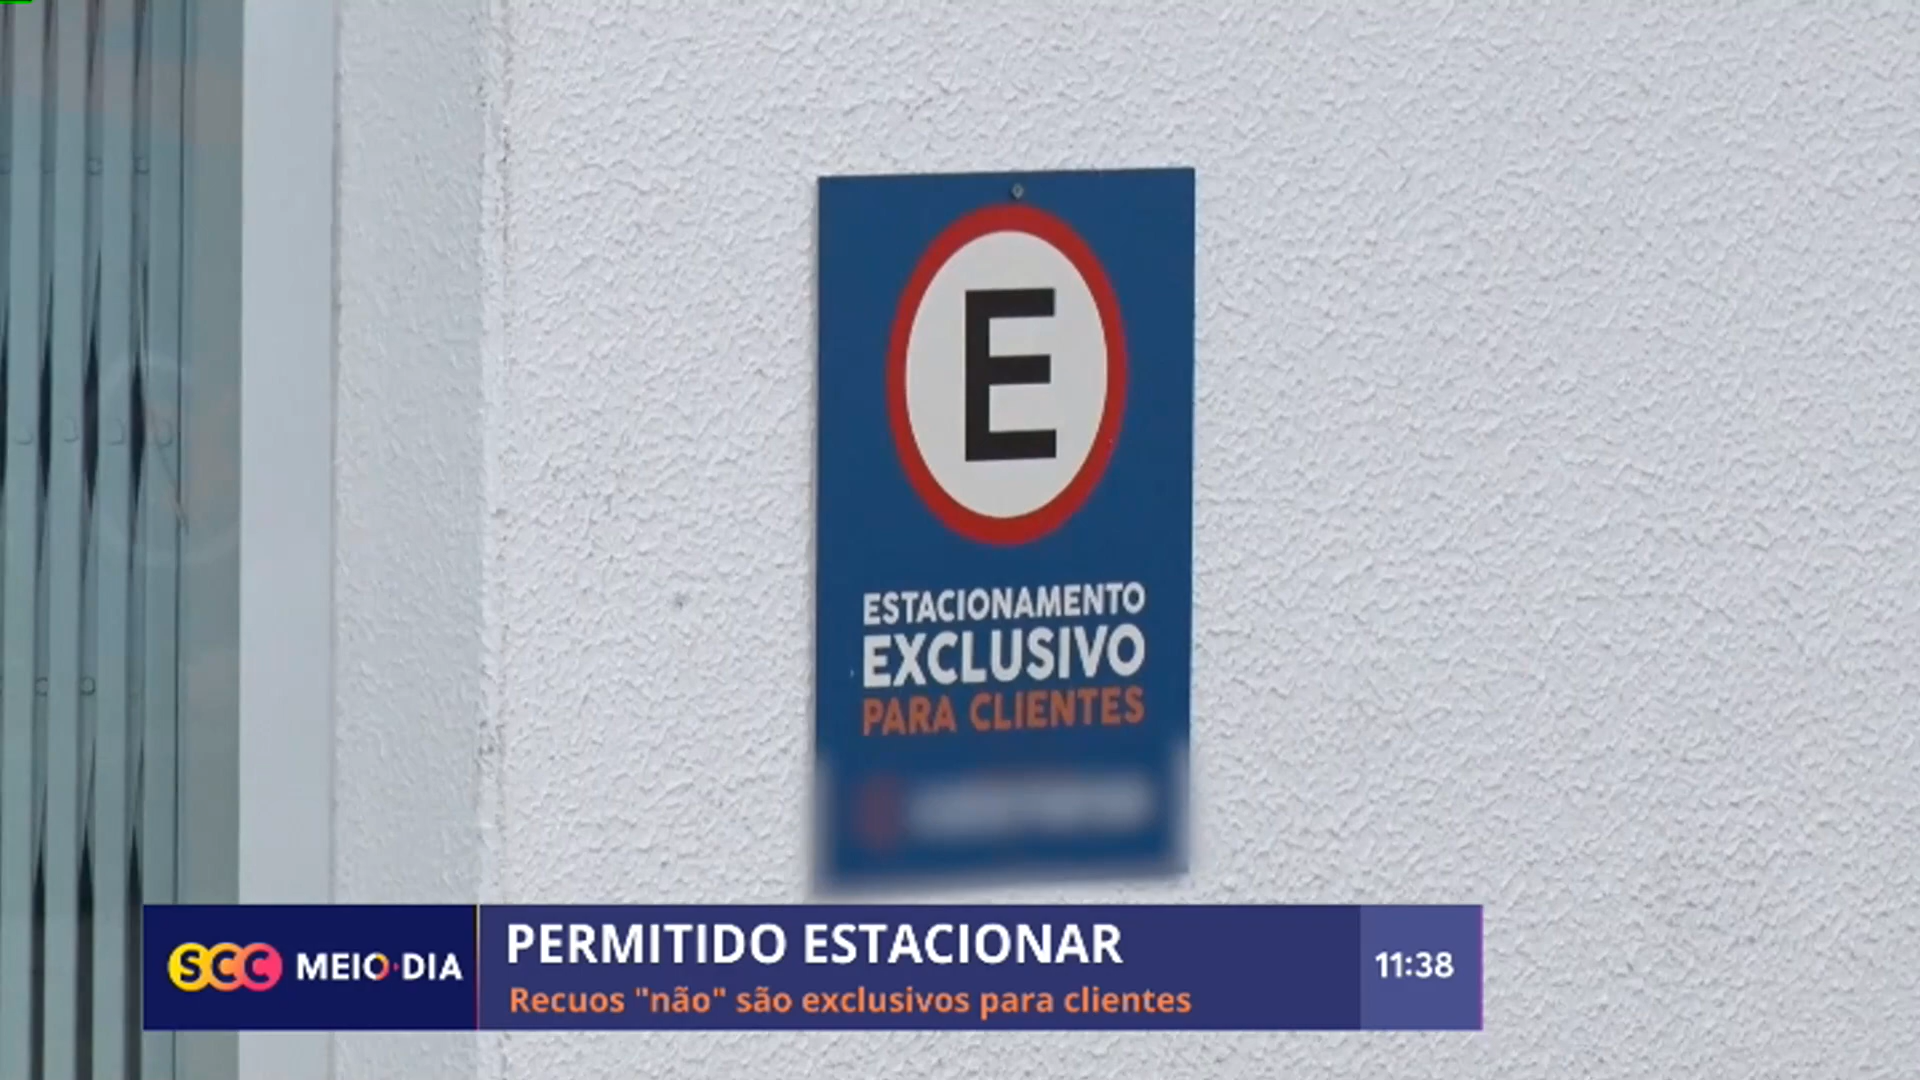 E
ESTACIONAMENTO
EXCLUSIVO
PARA CLIENTES
SCC MEIO-DIA
PERMITIDO ESTACIONAR
Recuos "não" são exclusivos para clientes
11:38